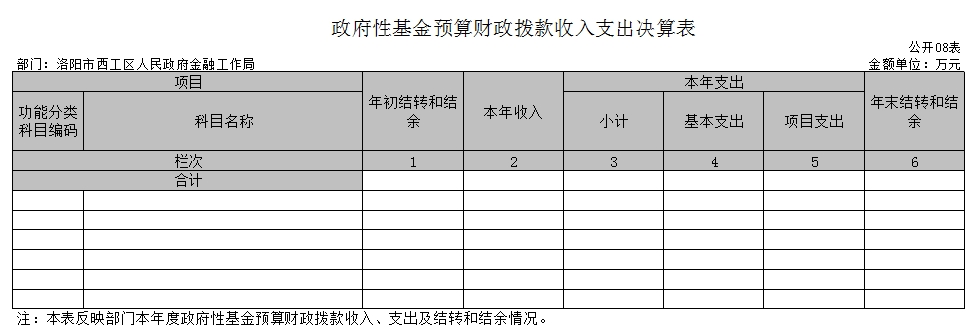 政府性基金预算财政拨款收入支出决算表
公开08表
部门：洛阳市西工区人民政府金融工作局 金额单位：万元
项目 年初结转和结余 本年收入 本年支出 年末结转和结余
功能分类科目编码 科目名称 小计 基本支出 项目支出
栏次 1 2 3 4 5 6
合计
注：本表反映部门本年度政府性基金预算财政拨款收入、支出及结转和结余情况。